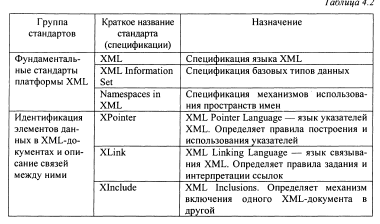 Таблица 4.2
Группа стандартов
Краткое название стандарта (спецификации)
Назначение
Фундаменталь-
ные стандарты
платформы XML
XML
Спецификация языка XML
XML Information
Set
Спецификация базовых типов данных
Namespaces in
XML
Спецификация механизмов использова-
ния пространств имен
Идентификация
элементов дан-
ных в XML-до-
кументах и опи-
сание связей
между ними
XPointer
XML Pointer Language — язык указателей
XML. Определяет правила построения и
использования указателей
XLink
XML Linking Language — язык связыва-
ния XML. Определяет правила задания и
интерпретации ссылок
XInclude
XML Inclusions. Определяет механизм
включения одного XML-документа в
другой